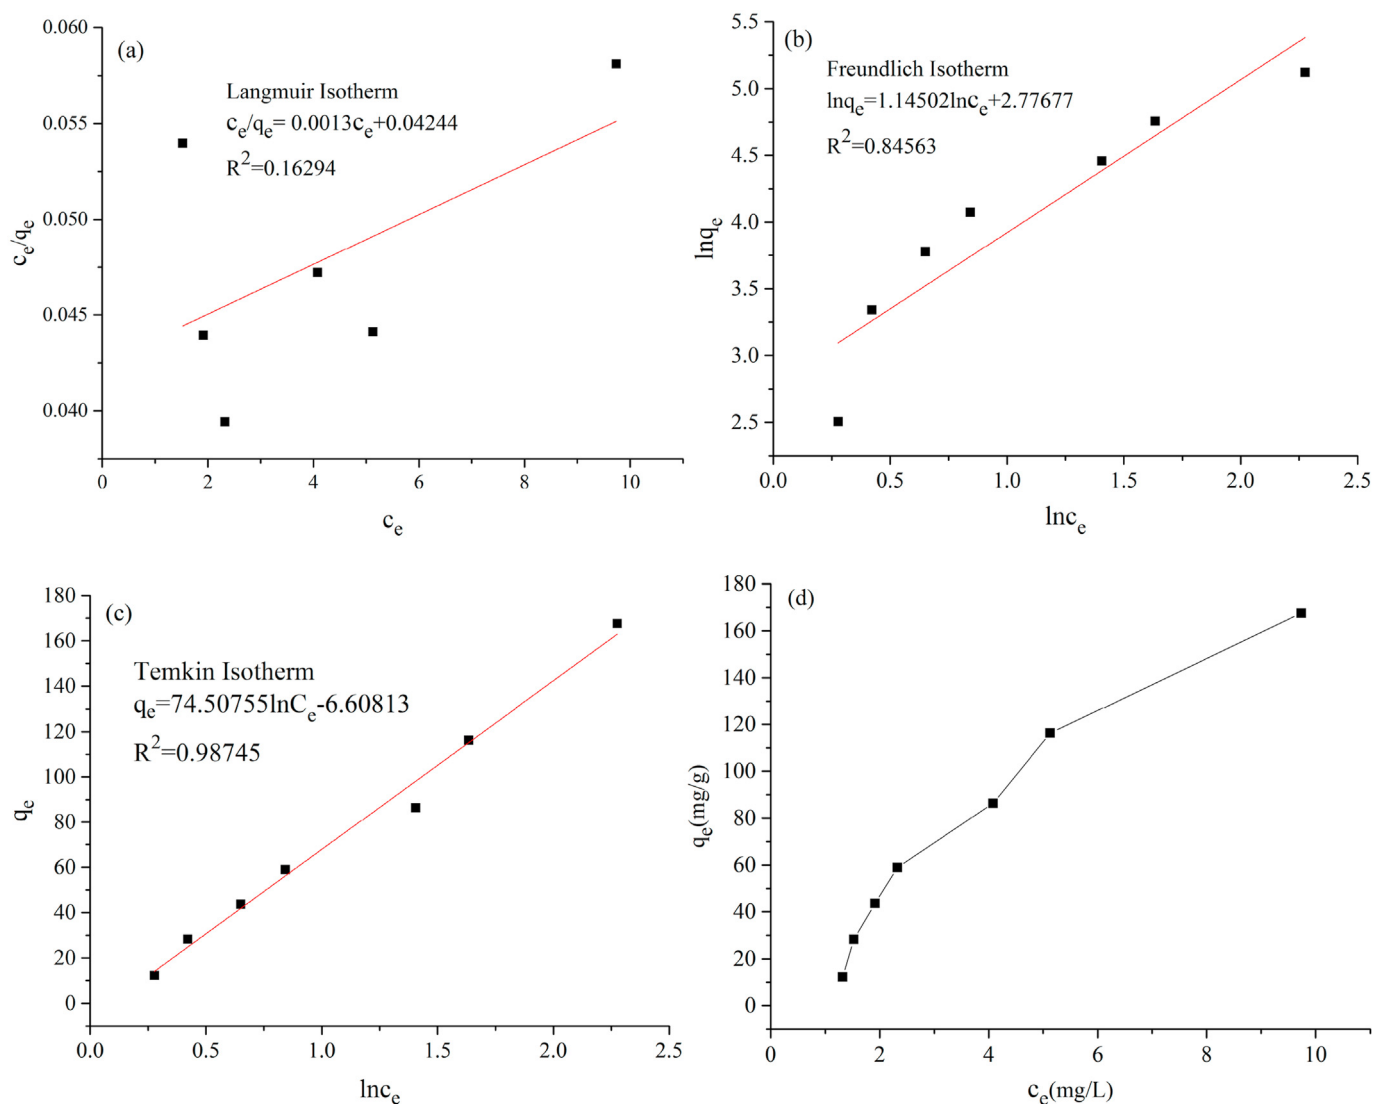 (a)
Langmuir Isotherm
cₑ/qₑ= 0.0013cₑ+0.04244
R²=0.16294
0.060
0.055
0.050
0.045
0.040
cₑ/qₑ
0 2 4 6 8 10
cₑ
(b)
Freundlich Isotherm
lnqₑ=1.14502lncₑ+2.77677
R²=0.84563
5.5
5.0
4.5
4.0
3.5
3.0
2.5
lnqₑ
0.0 0.5 1.0 1.5 2.0 2.5
lncₑ
(c)
Temkin Isotherm
qₑ=74.50755lnCₑ-6.60813
R²=0.98745
180
160
140
120
100
80
60
40
20
0
qₑ
0.0 0.5 1.0 1.5 2.0 2.5
lncₑ
(d)
180
160
140
120
100
80
60
40
20
0
qₑ(mg/g)
0 2 4 6 8 10
cₑ(mg/L)